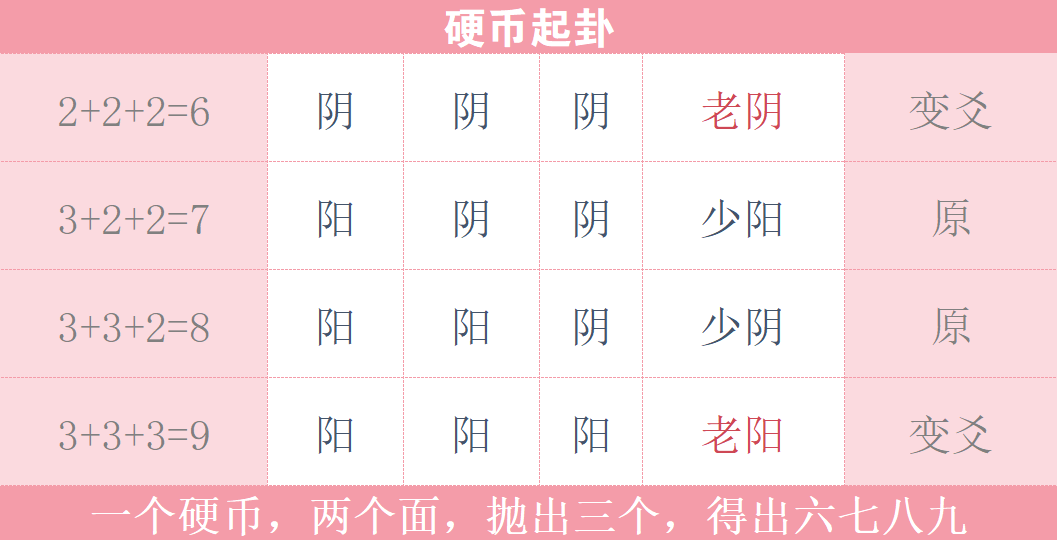 硬币起卦
2+2+2=6 阴 阴 阴 老阴 变爻
3+2+2=7 阳 阴 阴 少阳 原
3+3+2=8 阳 阳 阴 少阴 原
3+3+3=9 阳 阳 阳 老阳 变爻
一个硬币，两个面，抛出三个，得出六七八九